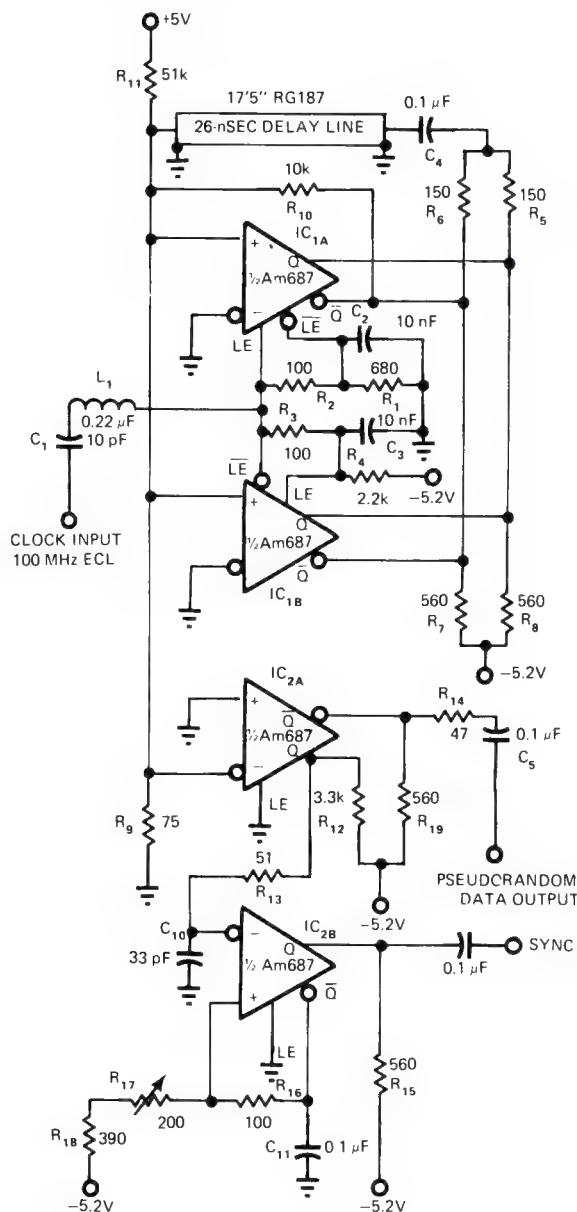 +5V
R11 51k
17'5" RG187
26-nSEC DELAY LINE
0.1 µF
C4
10k
R10
150
R6
150
R5
IC1A
+
Q
½Am687
−
Q̅
LE
L̅E̅
C2
10 nF
100
R2
680
R1
L1
0.22 µF
C1
10 pF
R3
100
10 nF
C3
R4
2.2k
−5.2V
L̅E̅
LE
CLOCK INPUT
100 MHz ECL
+
Q
½Am687
Q̅
IC1B
560
R7
560
R8
−5.2V
IC2A
+
Q̅
½Am687
Q
−
LE
R14
47
0.1 µF
C5
3.3k
R12
560
R19
R9
75
PSEUDORANDOM
DATA OUTPUT
−5.2V
51
R13
C10
33 pF
IC2B
−
Q
½ Am687
+
Q̅
LE
0.1 µF
SYNC
R17
200
R16
100
560
R15
R18
390
C11
0 1 µF
−5.2V
−5.2V